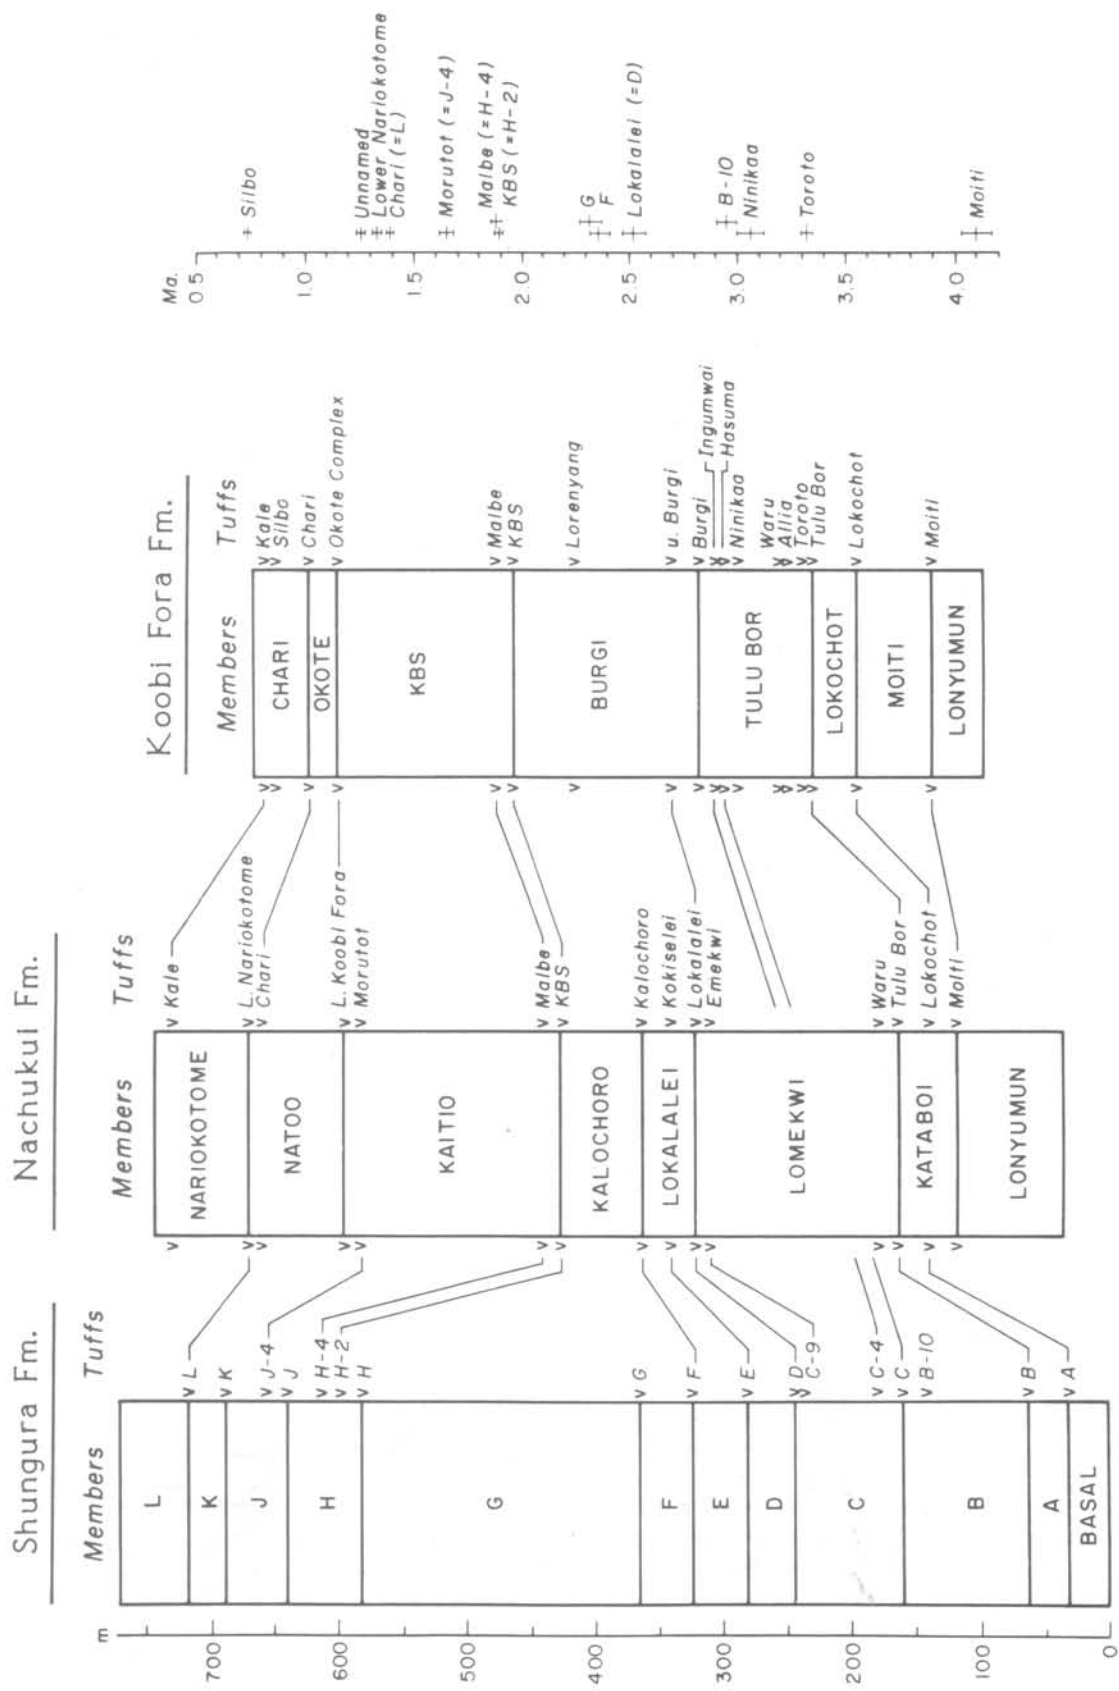 Shungura Fm.
Members
Tuffs
m
700
600
500
400
300
200
100
0
L
K
J
H
G
F
E
D
C
B
A
BASAL
L
K
J-4
J
H-4
H-2
H
G
F
E
D
C-9
C-4
C
B-10
B
A
Nachukui Fm.
Members
Tuffs
NARIOKOTOME
NATOO
KAITIO
KALOCHORO
LOKALALEI
LOMEKWI
KATABOI
LONYUMUN
Kale
L. Nariokotome
Chari
L. Koobi Fora
Morutot
Malbe
KBS
Kalochoro
Kokiselei
Lokalalei
Emekwi
Waru
Tulu Bor
Lokochot
Moiti
Koobi Fora Fm.
Members
Tuffs
CHARI
OKOTE
KBS
BURGI
TULU BOR
LOKOCHOT
MOITI
LONYUMUN
Kale
Silbo
Chari
Okote Complex
Malbe
KBS
Lorenyang
u. Burgi
Burgi
Ingumwai
Hasuma
Ninikaa
Waru
Allia
Toroto
Tulu Bor
Lokochot
Moiti
Ma.
0.5
1.0
1.5
2.0
2.5
3.0
3.5
4.0
Silbo
Unnamed
Lower Nariokotome
Chari (=L)
Morutot (=J-4)
Malbe (=H-4)
KBS (=H-2)
G
F
Lokalalei (=D)
B-10
Ninikaa
Toroto
Moiti